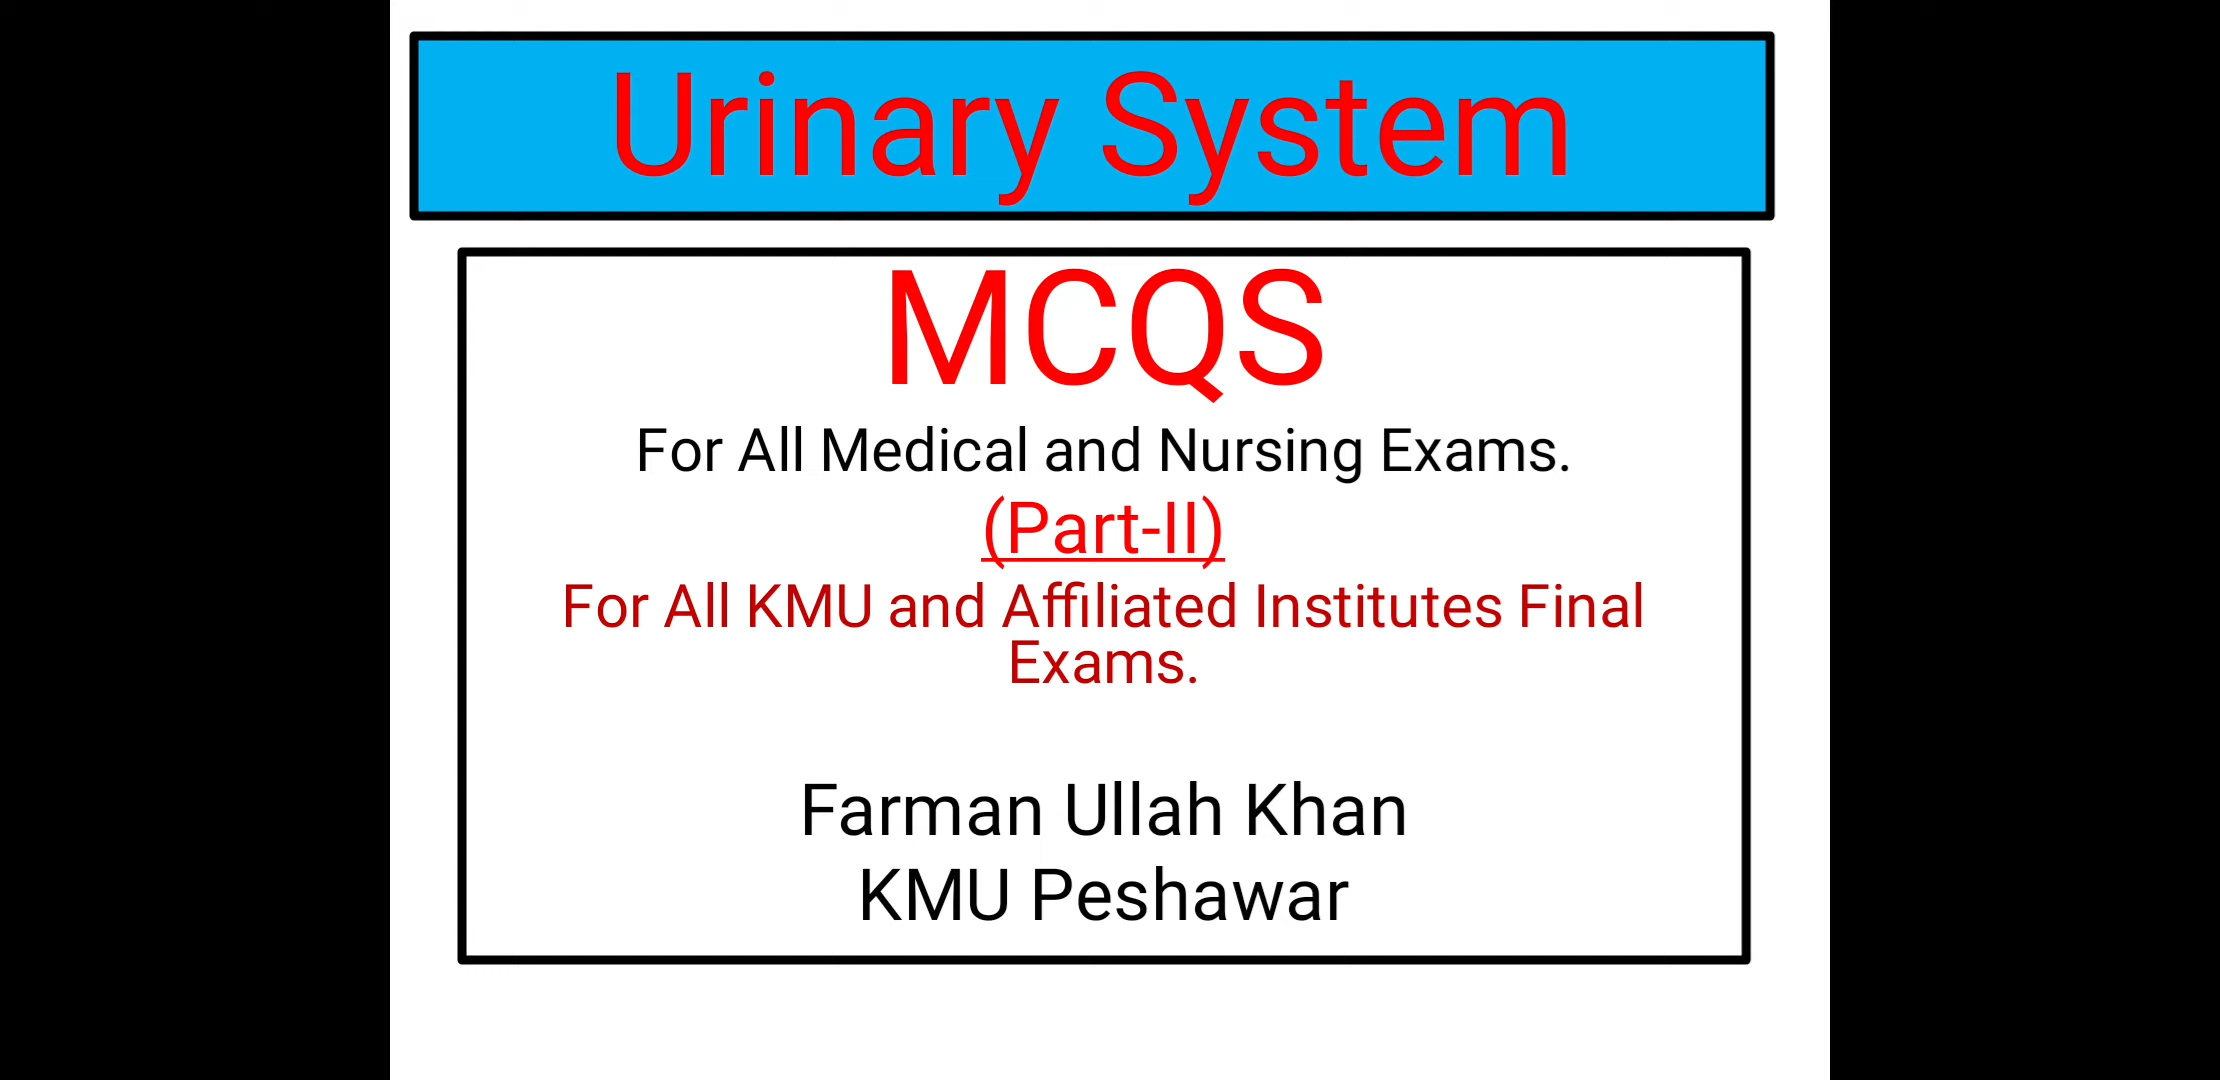 Urinary System
MCQS
For All Medical and Nursing Exams.
(Part-II)
For All KMU and Affiliated Institutes Final
Exams.
Farman Ullah Khan
KMU Peshawar